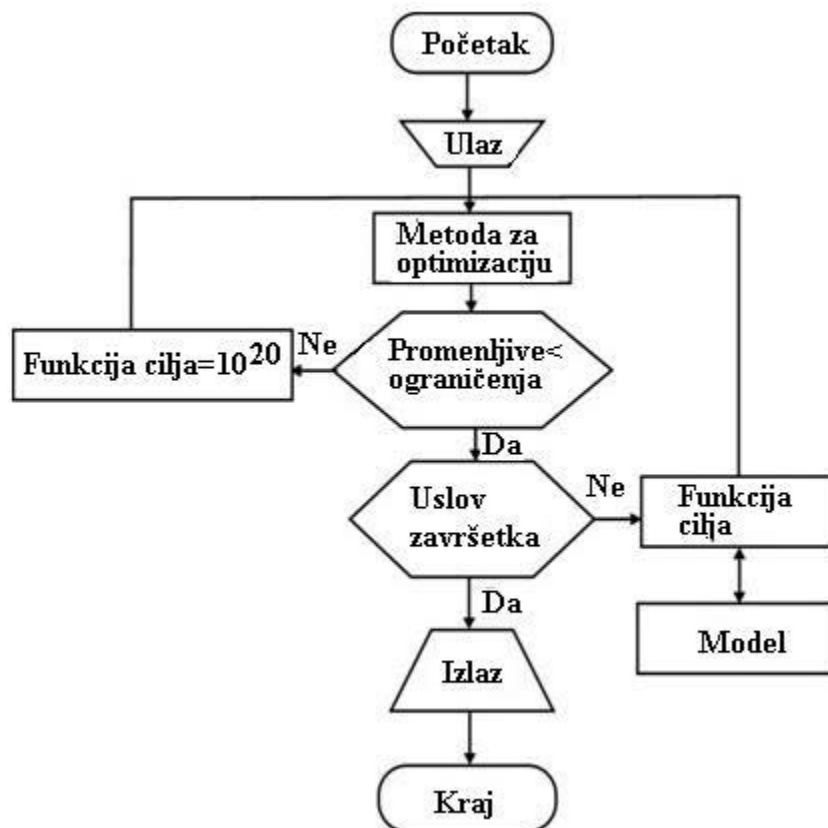 Početak
Ulaz
Metoda za
optimizaciju
Ne
Promenljive<
ograničenja
Funkcija cilja=10^20
Da
Uslov
završetka
Ne
Funkcija
cilja
Da
Model
Izlaz
Kraj